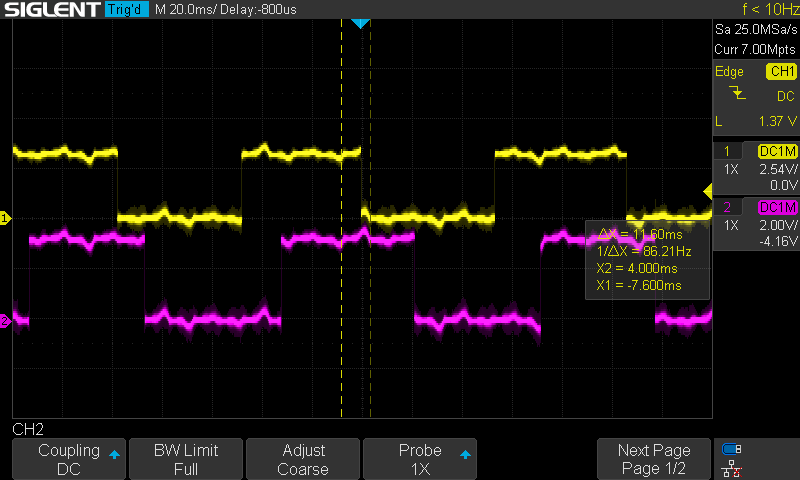 SIGLENT Trig'd M 20.0ms/ Delay:-800us f < 10Hz
Sa 25.0MSa/s
Curr 7.00Mpts
Edge CH1
DC
L 1.37 V
1 DC1M
1X 2.54V/
0.0V
2 DC1M
1X 2.00V/
-4.16V
1
2
ΔX = 11.60ms
1/ΔX = 86.21Hz
X2 = 4.000ms
X1 = -7.600ms
CH2
Coupling
DC
BW Limit
Full
Adjust
Coarse
Probe
1X
Next Page
Page 1/2